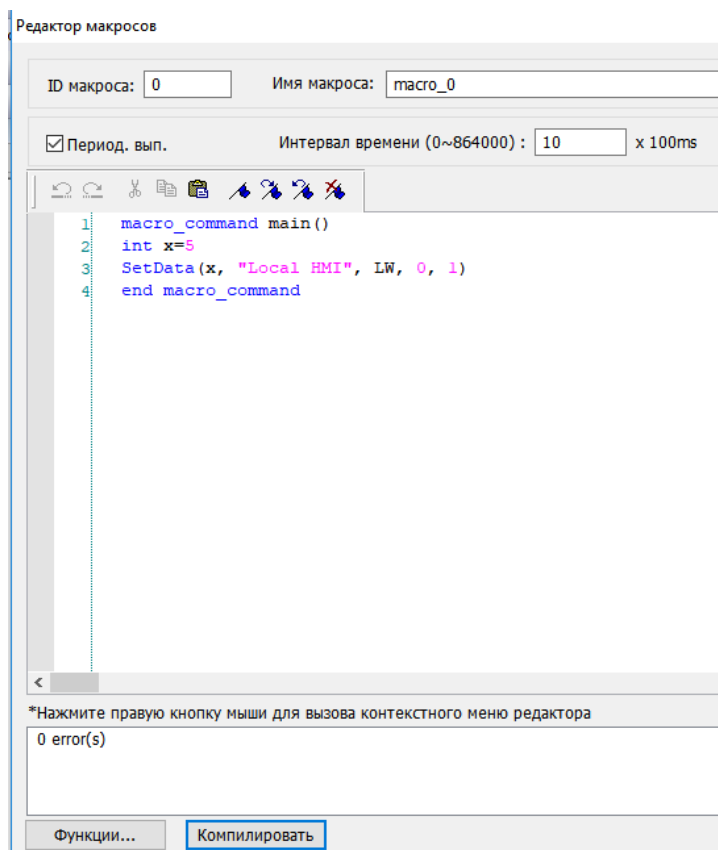 Редактор макросов
ID макроса: 0 Имя макроса: macro_0
Период. вып. Интервал времени (0~864000) : 10 x 100ms
1 macro_command main()
2 int x=5
3 SetData(x, "Local HMI", LW, 0, 1)
4 end macro_command
*Нажмите правую кнопку мыши для вызова контекстного меню редактора
0 error(s)
Функции... Компилировать